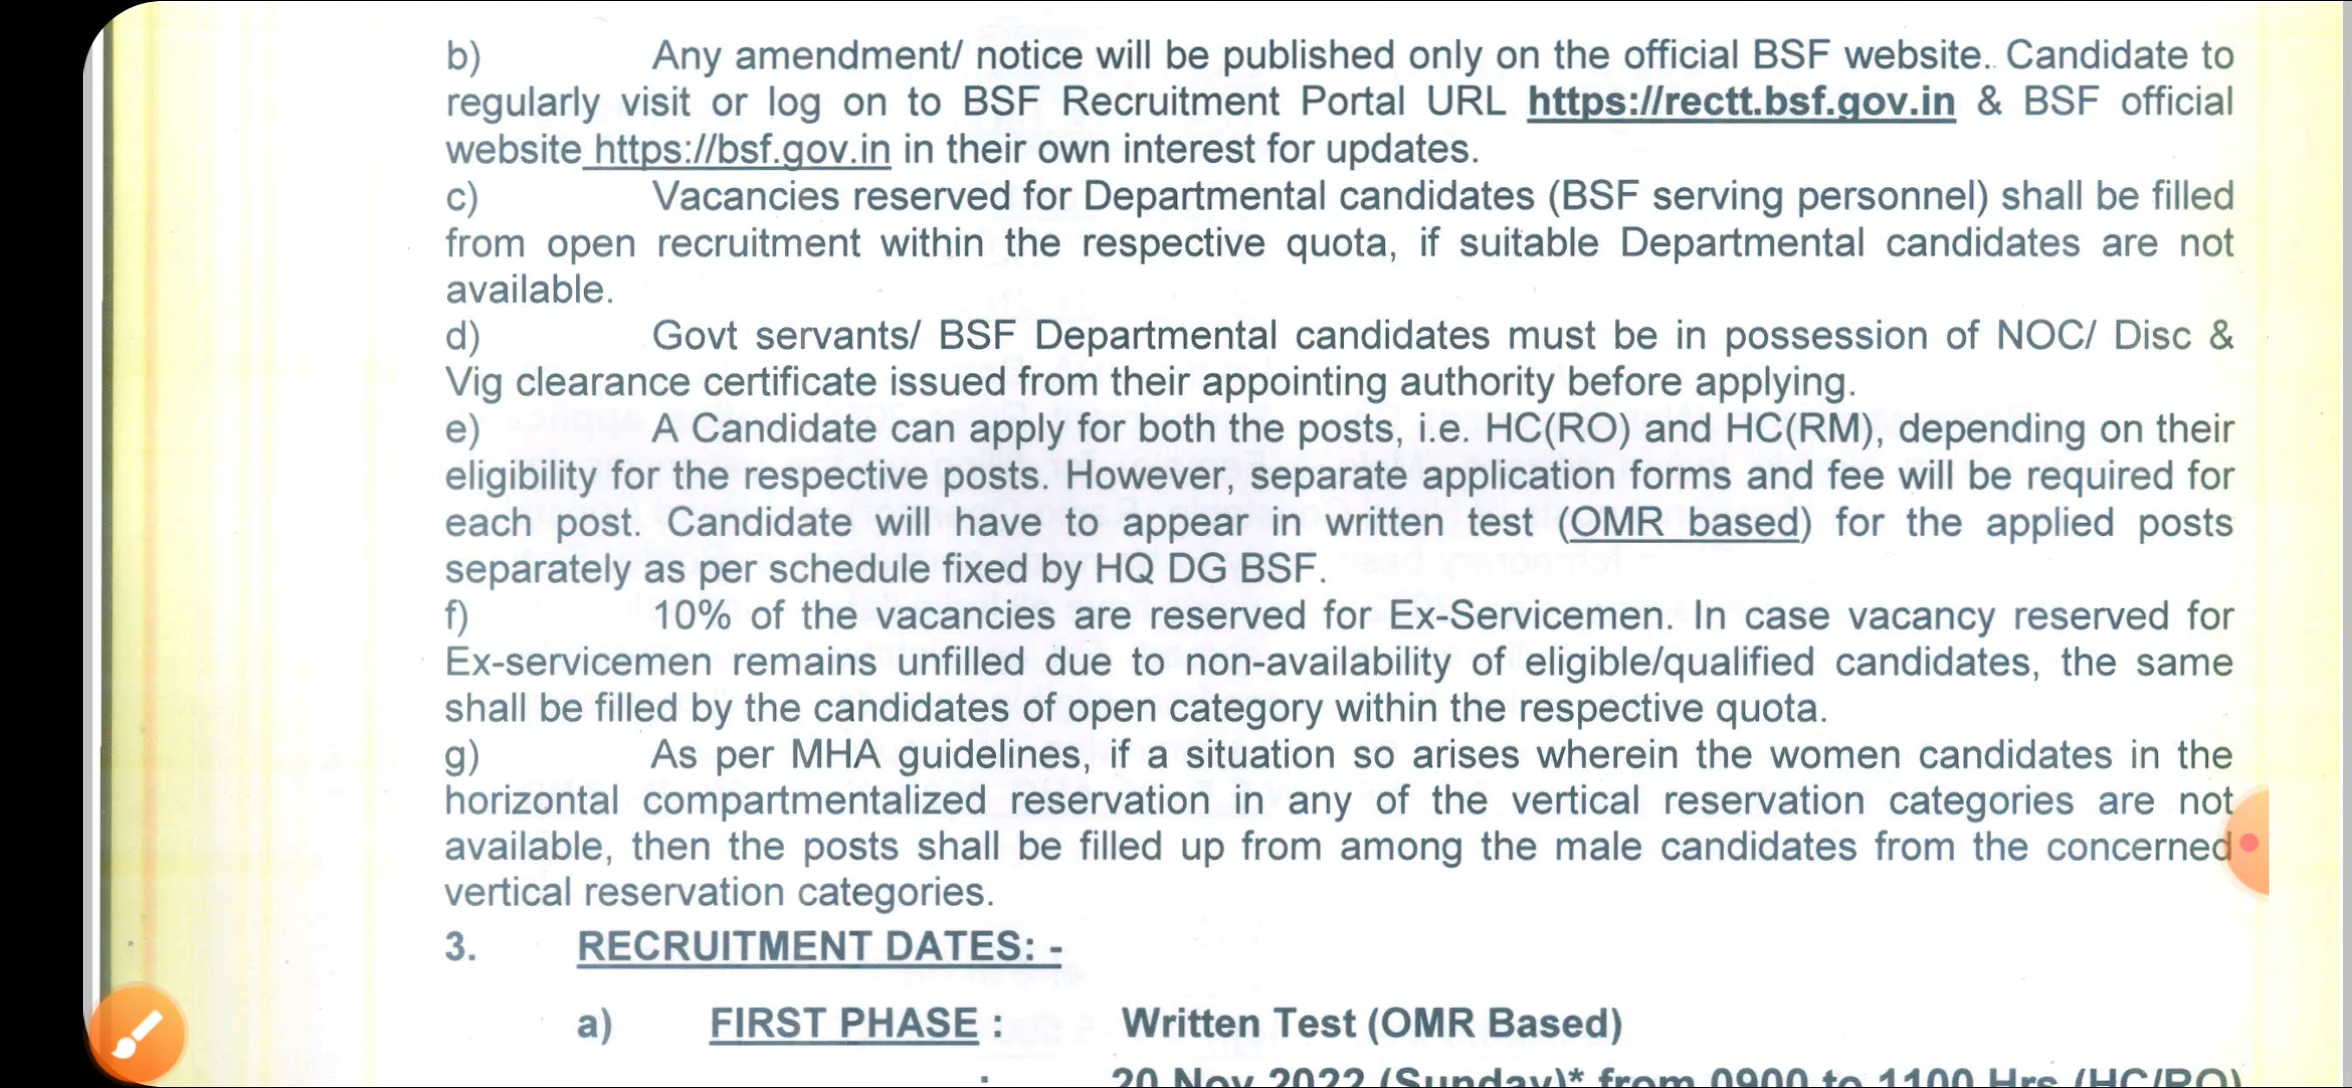 b) Any amendment/ notice will be published only on the official BSF website. Candidate to
regularly visit or log on to BSF Recruitment Portal URL https://rectt.bsf.gov.in & BSF official
website https://bsf.gov.in in their own interest for updates.
c) Vacancies reserved for Departmental candidates (BSF serving personnel) shall be filled
from open recruitment within the respective quota, if suitable Departmental candidates are not
available.
d) Govt servants/ BSF Departmental candidates must be in possession of NOC/ Disc &
Vig clearance certificate issued from their appointing authority before applying.
e) A Candidate can apply for both the posts, i.e. HC(RO) and HC(RM), depending on their
eligibility for the respective posts. However, separate application forms and fee will be required for
each post. Candidate will have to appear in written test (OMR based) for the applied posts
separately as per schedule fixed by HQ DG BSF.
f) 10% of the vacancies are reserved for Ex-Servicemen. In case vacancy reserved for
Ex-servicemen remains unfilled due to non-availability of eligible/qualified candidates, the same
shall be filled by the candidates of open category within the respective quota.
g) As per MHA guidelines, if a situation so arises wherein the women candidates in the
horizontal compartmentalized reservation in any of the vertical reservation categories are not
available, then the posts shall be filled up from among the male candidates from the concerned
vertical reservation categories.
3. RECRUITMENT DATES: -
a) FIRST PHASE : Written Test (OMR Based)
: 20 Nov 2022 (Sunday)* from 0900 to 1100 Hrs (HC/RO)